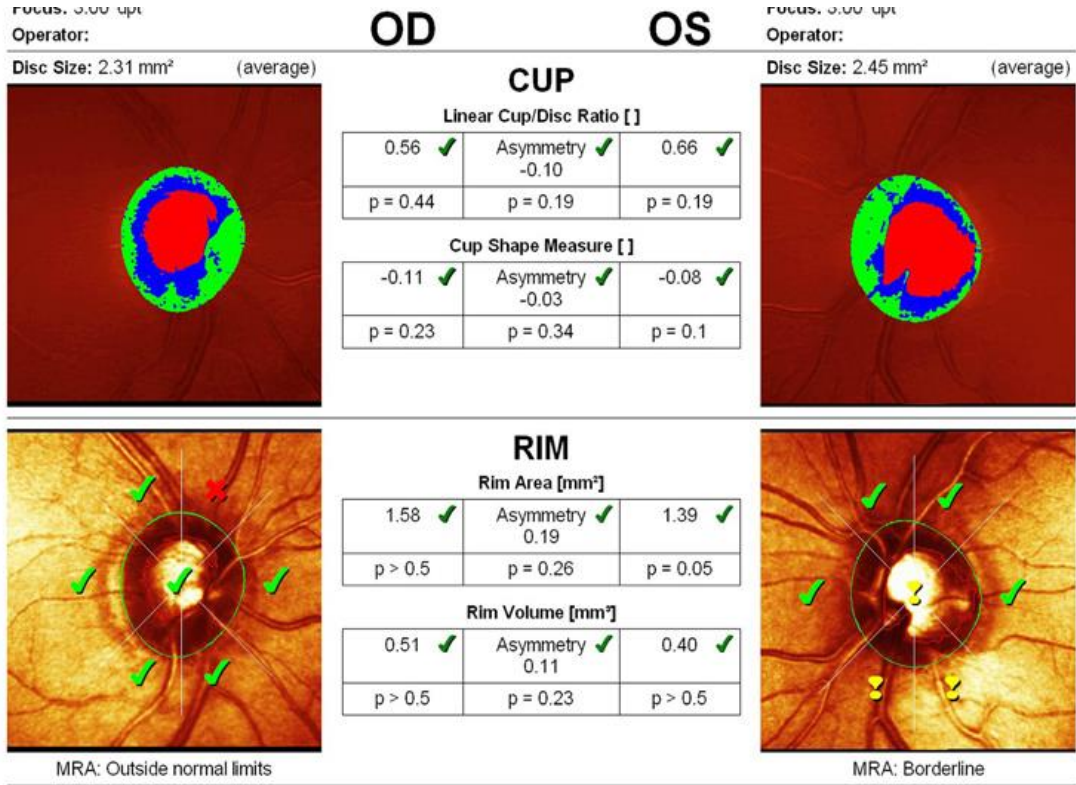 Focus: 3.00 dpt
OD
OS
Focus: 3.00 dpt
Operator:
Operator:
Disc Size: 2.31 mm² (average)
Disc Size: 2.45 mm² (average)
CUP
Linear Cup/Disc Ratio [ ]
0.56 Asymmetry 0.66
-0.10
p = 0.44 p = 0.19 p = 0.19
Cup Shape Measure [ ]
-0.11 Asymmetry -0.08
-0.03
p = 0.23 p = 0.34 p = 0.1
RIM
Rim Area [mm²]
1.58 Asymmetry 1.39
0.19
p > 0.5 p = 0.26 p = 0.05
Rim Volume [mm³]
0.51 Asymmetry 0.40
0.11
p > 0.5 p = 0.23 p > 0.5
MRA: Outside normal limits
MRA: Borderline